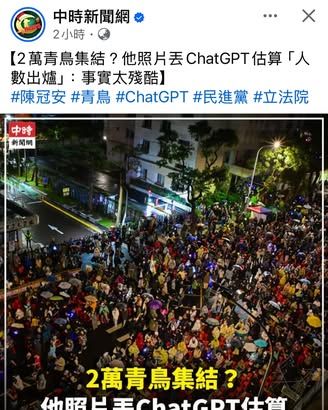 中時新聞網
2小時・
【2萬青鳥集結？他照片丟ChatGPT估算「人
數出爐」：事實太殘酷】
#陳冠安 #青鳥 #ChatGPT #民進黨 #立法院
中時
新聞網
2萬青鳥集結？
他照片丟ChatGPT估算